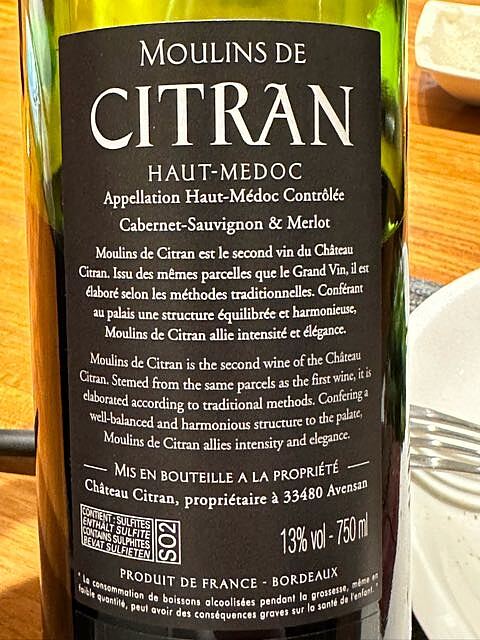 MOULINS DE
CITRAN
HAUT-MEDOC
Appellation Haut-Médoc Contrôlée
Cabernet-Sauvignon & Merlot
Moulins de Citran est le second vin du Château
Citran. Issu des mêmes parcelles que le Grand Vin, il est
élaboré selon les méthodes traditionnelles. Conférant
au palais une structure équilibrée et harmonieuse,
Moulins de Citran allie intensité et élégance.
Moulins de Citran is the second wine of the Château
Citran. Stemed from the same parcels as the first wine, it is
elaborated according to traditional methods. Confering a
well-balanced and harmonious structure to the palate,
Moulins de Citran allies intensity and elegance.
MIS EN BOUTEILLE A LA PROPRIÉTÉ
Château Citran, propriétaire à 33480 Avensan
CONTIENT : SULFITES
ENTHÄLT SULFITE
CONTAINS SULPHITES
BEVAT SULFIETEN
SO2
13% vol - 750 ml
PRODUIT DE FRANCE - BORDEAUX
* La consommation de boissons alcoolisées pendant la grossesse, même en
faible quantité, peut avoir des conséquences graves sur la santé de l'enfant. *